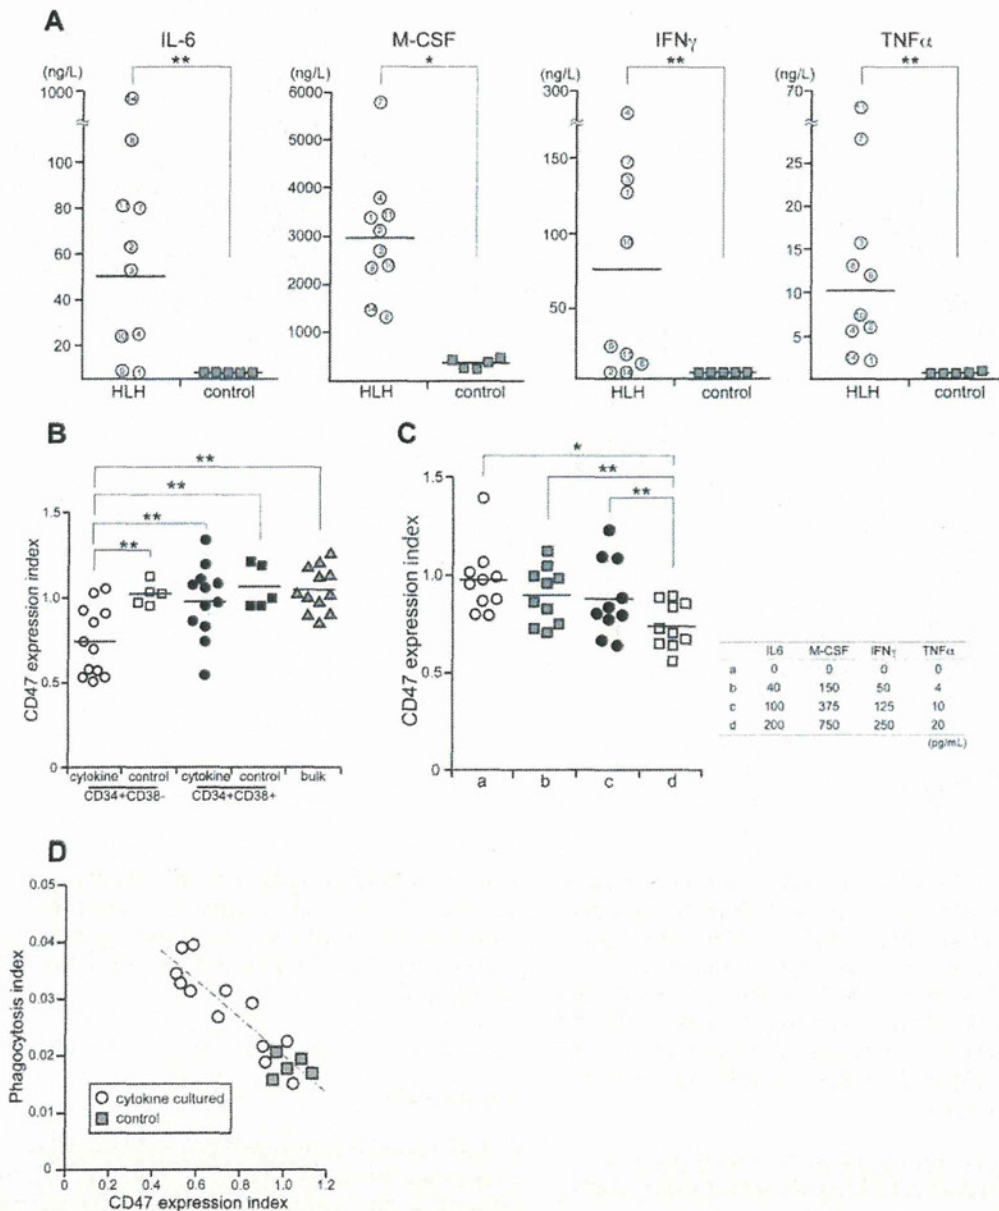 A
IL-6
M-CSF
IFNγ
TNFα
**
*
**
**
(ng/L)
(ng/L)
(ng/L)
(ng/L)
1000
100
80
60
40
20
HLH
control
6000
5000
4000
3000
2000
1000
HLH
control
300
150
100
50
HLH
control
70
25
20
15
10
5
HLH
control
B
CD47 expression index
1.5
1.0
0.5
0
**
**
**
**
cytokine
control
cytokine
control
bulk
CD34+CD38-
CD34+CD38+
C
CD47 expression index
1.5
1.0
0.5
0
*
**
**
a
b
c
d
IL6 M-CSF IFNγ TNFα
a 0 0 0 0
b 40 150 50 4
c 100 375 125 10
d 200 750 250 20
(pg/mL)
D
Phagocytosis index
0.05
0.04
0.03
0.02
0.01
0
cytokine cultured
control
0 0.2 0.4 0.6 0.8 1.0 1.2
CD47 expression index